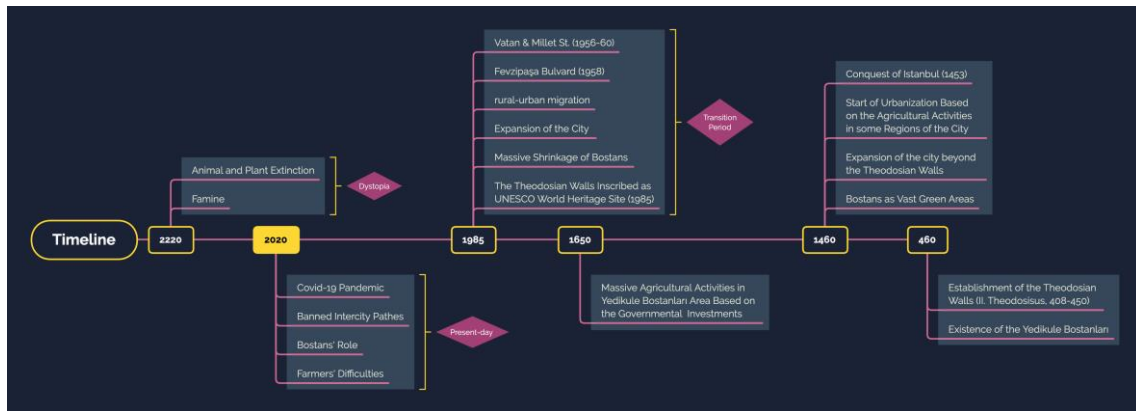 Timeline
2220
Animal and Plant Extinction
Famine
Dystopia
2020
Covid-19 Pandemic
Banned Intercity Pathes
Bostans' Role
Farmers' Difficulties
Present-day
1985
Vatan & Millet St. (1956-60)
Fevzipaşa Bulvard (1958)
rural-urban migration
Expansion of the City
Massive Shrinkage of Bostans
The Theodosian Walls Inscribed as
UNESCO World Heritage Site (1985)
Transition
Period
1650
Massive Agricultural Activities in
Yedikule Bostanları Area Based on
the Governmental Investments
1460
Conquest of Istanbul (1453)
Start of Urbanization Based
on the Agricultural Activities
in some Regions of the City
Expansion of the city beyond
the Theodosian Walls
Bostans as Vast Green Areas
460
Establishment of the Theodosian
Walls (II. Theodosisus, 408-450)
Existence of the Yedikule Bostanları